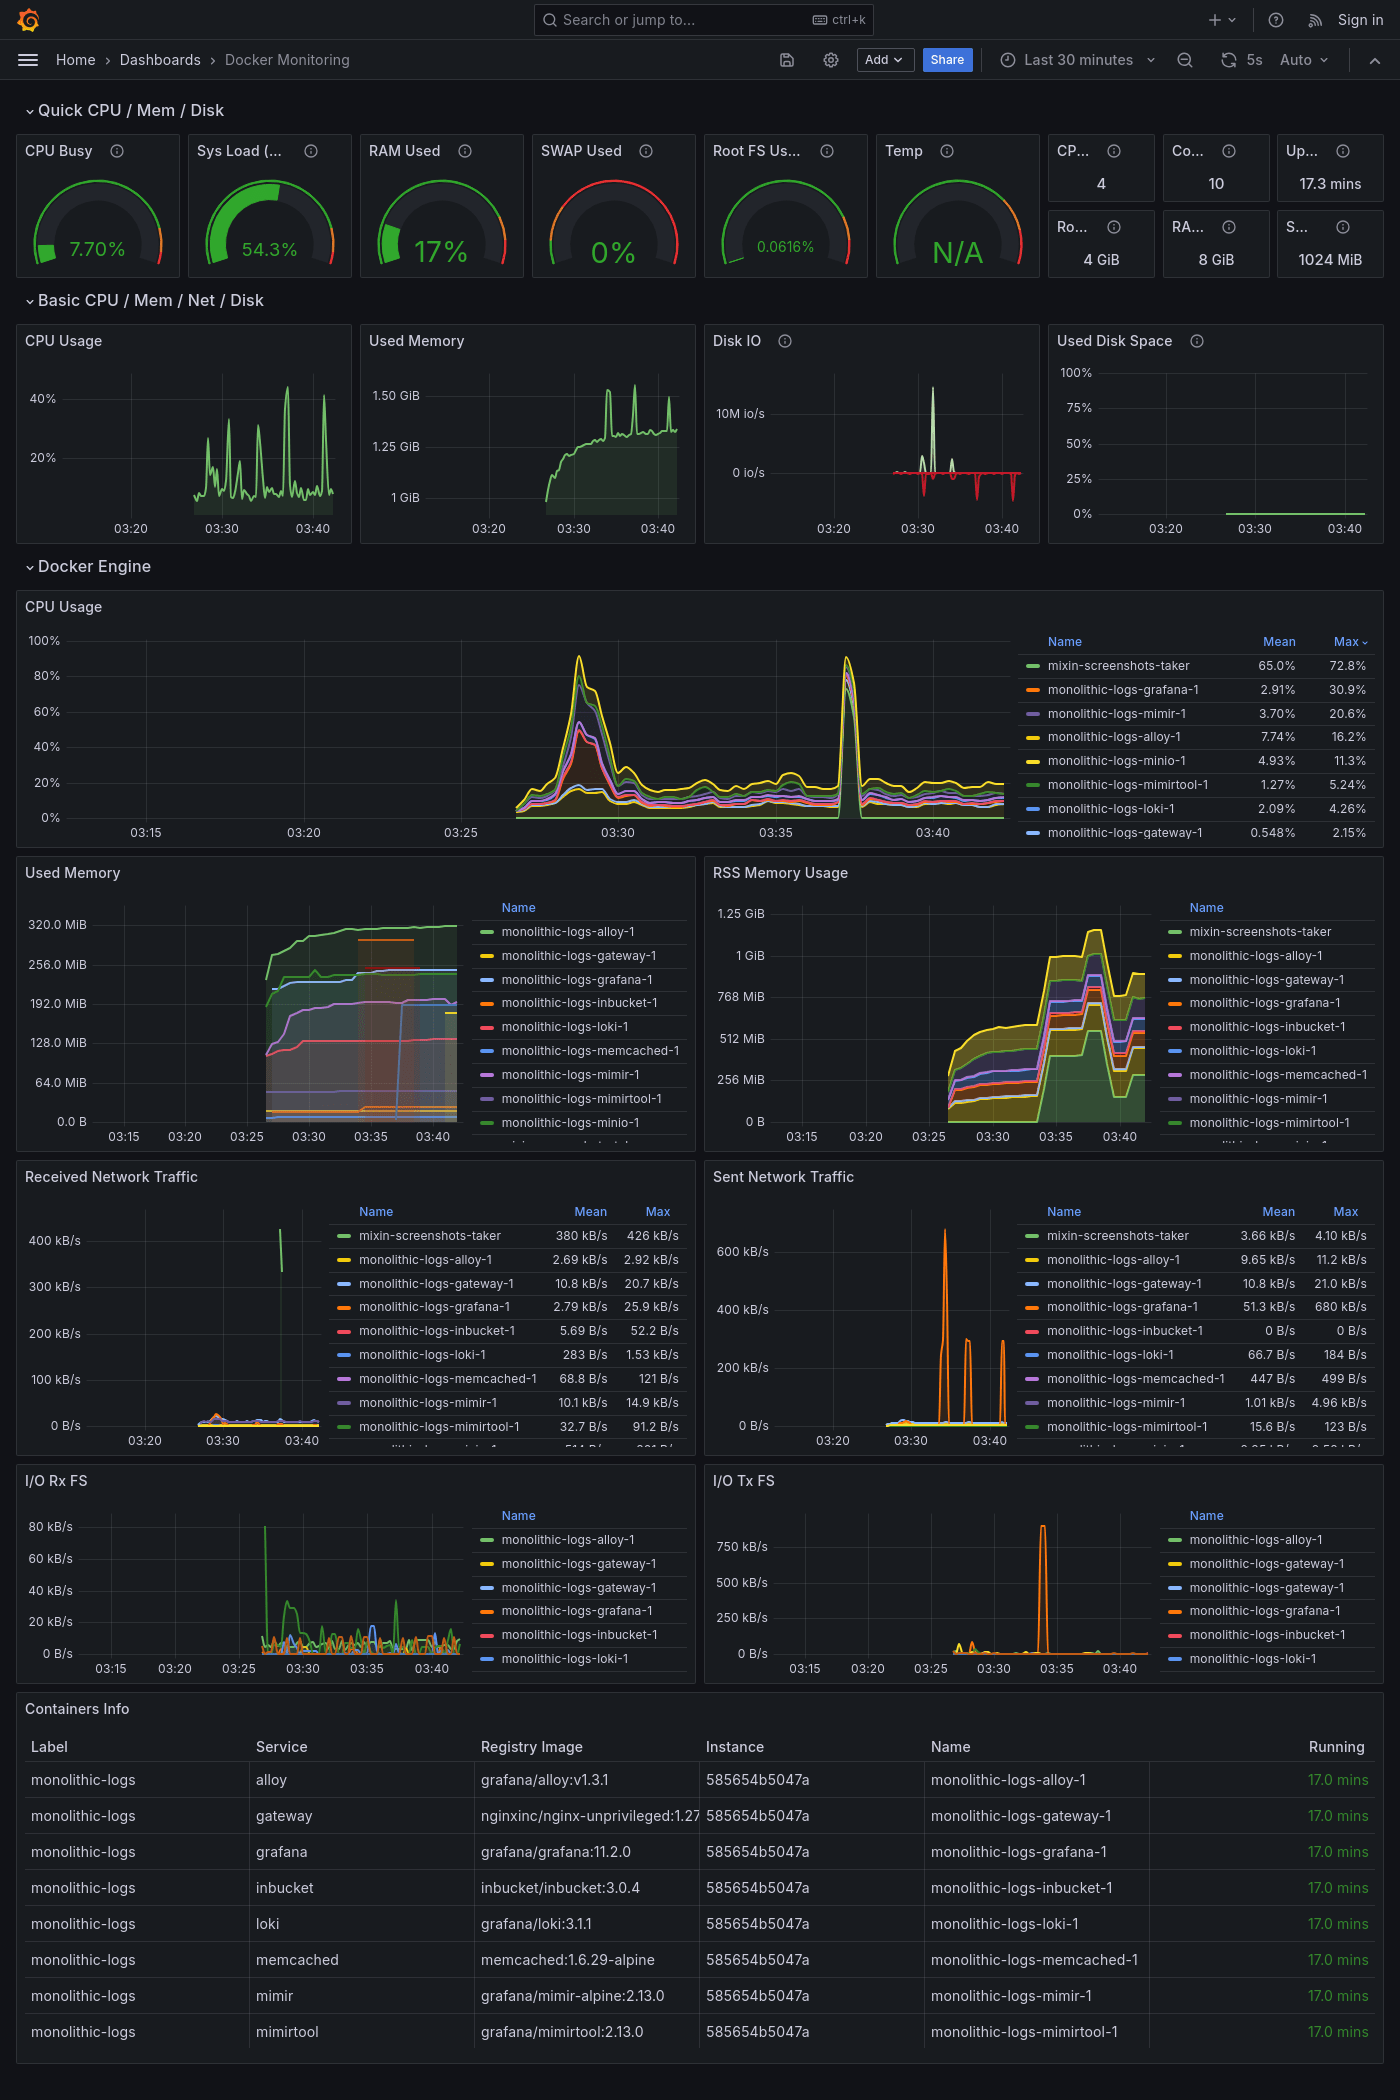 Search or jump to...
ctrl+k
Sign in
Home › Dashboards › Docker Monitoring
Add
Share
Last 30 minutes
5s
Auto
Quick CPU / Mem / Disk
CPU Busy
7.70%
Sys Load (...
54.3%
RAM Used
17%
SWAP Used
0%
Root FS Us...
0.0616%
Temp
N/A
CP...
4
Co...
10
Up...
17.3 mins
Ro...
4 GiB
RA...
8 GiB
S...
1024 MiB
Basic CPU / Mem / Net / Disk
CPU Usage
40%
20%
03:20 03:30 03:40
Used Memory
1.50 GiB
1.25 GiB
1 GiB
03:20 03:30 03:40
Disk IO
10M io/s
0 io/s
03:20 03:30 03:40
Used Disk Space
100%
75%
50%
25%
0%
03:20 03:30 03:40
Docker Engine
CPU Usage
100%
80%
60%
40%
20%
0%
03:15 03:20 03:25 03:30 03:35 03:40
Name Mean Max
mixin-screenshots-taker 65.0% 72.8%
monolithic-logs-grafana-1 2.91% 30.9%
monolithic-logs-mimir-1 3.70% 20.6%
monolithic-logs-alloy-1 7.74% 16.2%
monolithic-logs-minio-1 4.93% 11.3%
monolithic-logs-mimirtool-1 1.27% 5.24%
monolithic-logs-loki-1 2.09% 4.26%
monolithic-logs-gateway-1 0.548% 2.15%
Used Memory
320.0 MiB
256.0 MiB
192.0 MiB
128.0 MiB
64.0 MiB
0.0 B
03:15 03:20 03:25 03:30 03:35 03:40
Name
monolithic-logs-alloy-1
monolithic-logs-gateway-1
monolithic-logs-grafana-1
monolithic-logs-inbucket-1
monolithic-logs-loki-1
monolithic-logs-memcached-1
monolithic-logs-mimir-1
monolithic-logs-mimirtool-1
monolithic-logs-minio-1
RSS Memory Usage
1.25 GiB
1 GiB
768 MiB
512 MiB
256 MiB
0 B
03:15 03:20 03:25 03:30 03:35 03:40
Name
mixin-screenshots-taker
monolithic-logs-alloy-1
monolithic-logs-gateway-1
monolithic-logs-grafana-1
monolithic-logs-inbucket-1
monolithic-logs-loki-1
monolithic-logs-memcached-1
monolithic-logs-mimir-1
monolithic-logs-mimirtool-1
Received Network Traffic
400 kB/s
300 kB/s
200 kB/s
100 kB/s
0 B/s
03:20 03:30 03:40
Name Mean Max
mixin-screenshots-taker 380 kB/s 426 kB/s
monolithic-logs-alloy-1 2.69 kB/s 2.92 kB/s
monolithic-logs-gateway-1 10.8 kB/s 20.7 kB/s
monolithic-logs-grafana-1 2.79 kB/s 25.9 kB/s
monolithic-logs-inbucket-1 5.69 B/s 52.2 B/s
monolithic-logs-loki-1 283 B/s 1.53 kB/s
monolithic-logs-memcached-1 68.8 B/s 121 B/s
monolithic-logs-mimir-1 10.1 kB/s 14.9 kB/s
monolithic-logs-mimirtool-1 32.7 B/s 91.2 B/s
Sent Network Traffic
600 kB/s
400 kB/s
200 kB/s
0 B/s
03:20 03:30 03:40
Name Mean Max
mixin-screenshots-taker 3.66 kB/s 4.10 kB/s
monolithic-logs-alloy-1 9.65 kB/s 11.2 kB/s
monolithic-logs-gateway-1 10.8 kB/s 21.0 kB/s
monolithic-logs-grafana-1 51.3 kB/s 680 kB/s
monolithic-logs-inbucket-1 0 B/s 0 B/s
monolithic-logs-loki-1 66.7 B/s 184 B/s
monolithic-logs-memcached-1 447 B/s 499 B/s
monolithic-logs-mimir-1 1.01 kB/s 4.96 kB/s
monolithic-logs-mimirtool-1 15.6 B/s 123 B/s
I/O Rx FS
80 kB/s
60 kB/s
40 kB/s
20 kB/s
0 B/s
03:15 03:20 03:25 03:30 03:35 03:40
Name
monolithic-logs-alloy-1
monolithic-logs-gateway-1
monolithic-logs-gateway-1
monolithic-logs-grafana-1
monolithic-logs-inbucket-1
monolithic-logs-loki-1
I/O Tx FS
750 kB/s
500 kB/s
250 kB/s
0 B/s
03:15 03:20 03:25 03:30 03:35 03:40
Name
monolithic-logs-alloy-1
monolithic-logs-gateway-1
monolithic-logs-gateway-1
monolithic-logs-grafana-1
monolithic-logs-inbucket-1
monolithic-logs-loki-1
Containers Info
Label Service Registry Image Instance Name Running
monolithic-logs alloy grafana/alloy:v1.3.1 585654b5047a monolithic-logs-alloy-1 17.0 mins
monolithic-logs gateway nginxinc/nginx-unprivileged:1.27 585654b5047a monolithic-logs-gateway-1 17.0 mins
monolithic-logs grafana grafana/grafana:11.2.0 585654b5047a monolithic-logs-grafana-1 17.0 mins
monolithic-logs inbucket inbucket/inbucket:3.0.4 585654b5047a monolithic-logs-inbucket-1 17.0 mins
monolithic-logs loki grafana/loki:3.1.1 585654b5047a monolithic-logs-loki-1 17.0 mins
monolithic-logs memcached memcached:1.6.29-alpine 585654b5047a monolithic-logs-memcached-1 17.0 mins
monolithic-logs mimir grafana/mimir-alpine:2.13.0 585654b5047a monolithic-logs-mimir-1 17.0 mins
monolithic-logs mimirtool grafana/mimirtool:2.13.0 585654b5047a monolithic-logs-mimirtool-1 17.0 mins